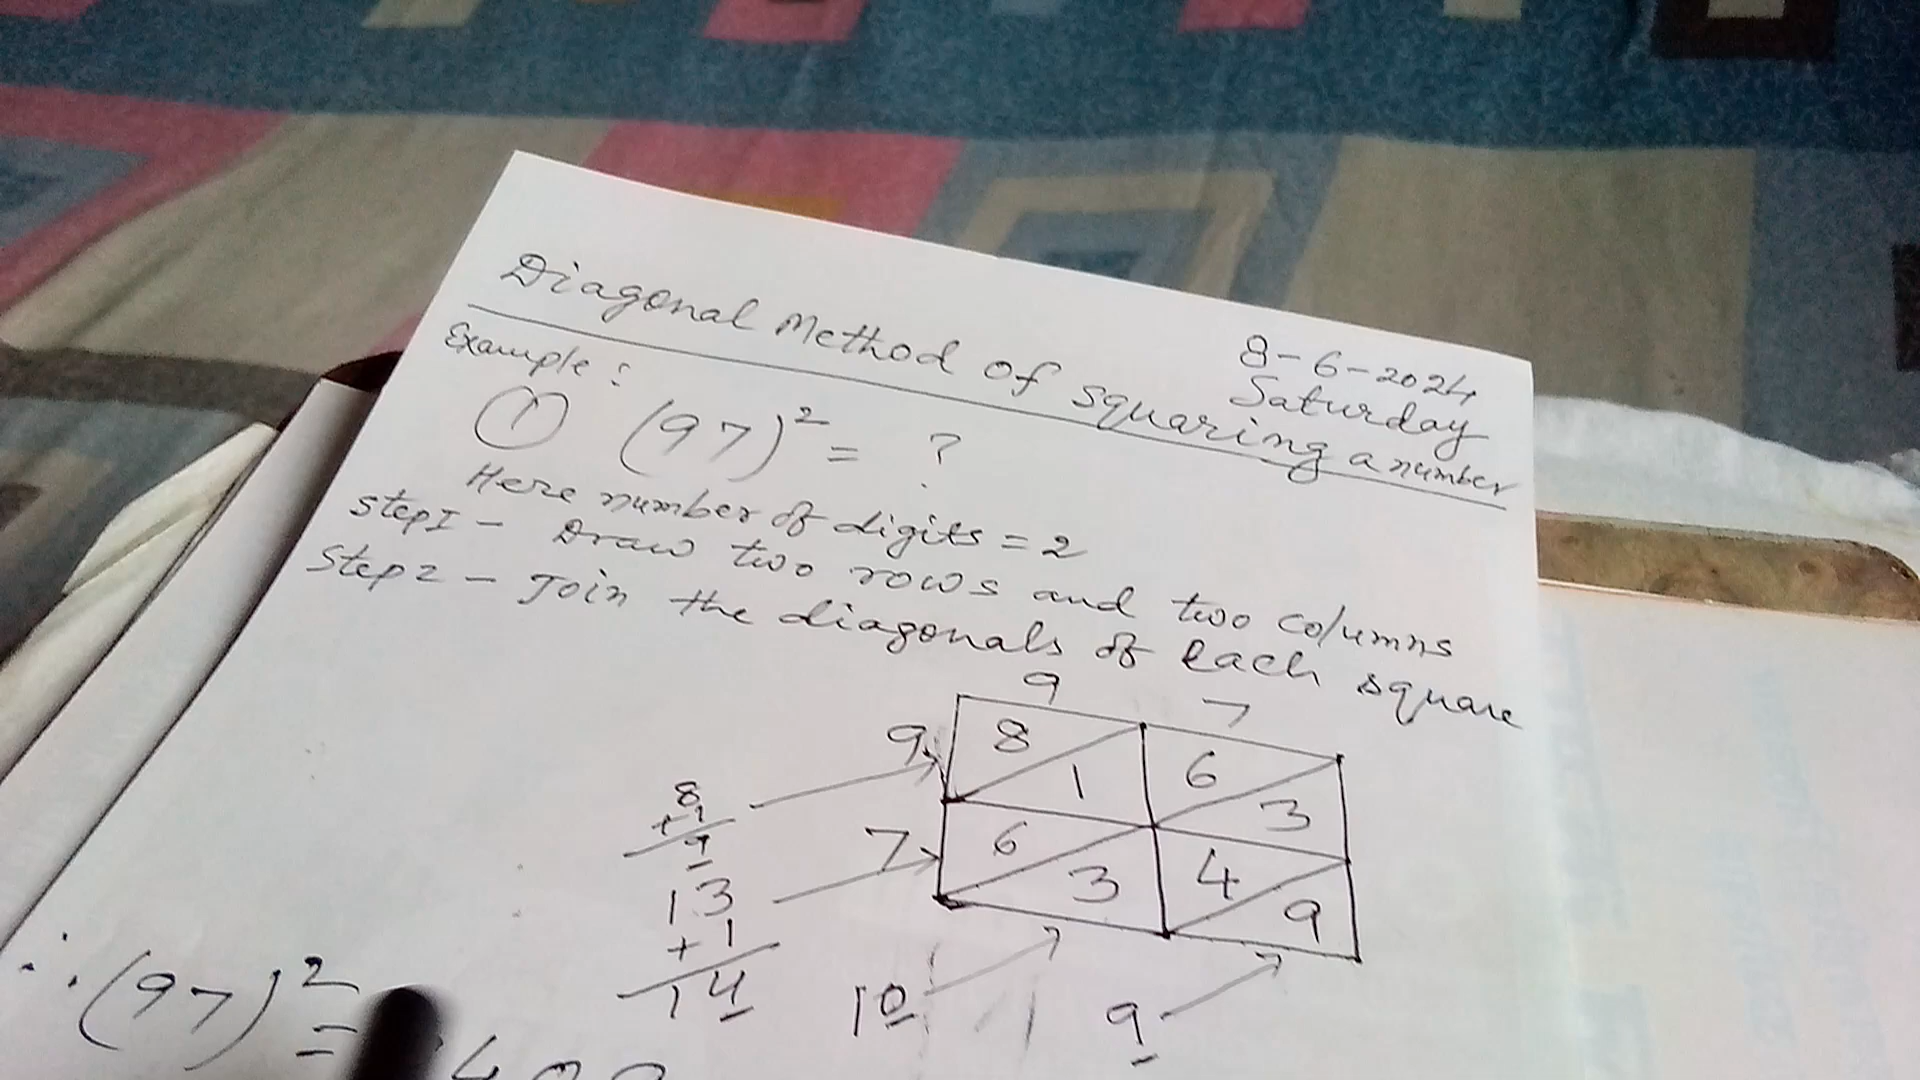 Diagonal Method of squaring a number
8-6-2024
Saturday
Example:
① (97)² = ?
Here number of digits = 2
Step I - Draw two rows and two columns
Step 2 - Join the diagonals of each square
9 7
9 8 1 6 3
7 6 3 4 9
8
+1
9
13
+1
14
10 9
∴ (97)² =